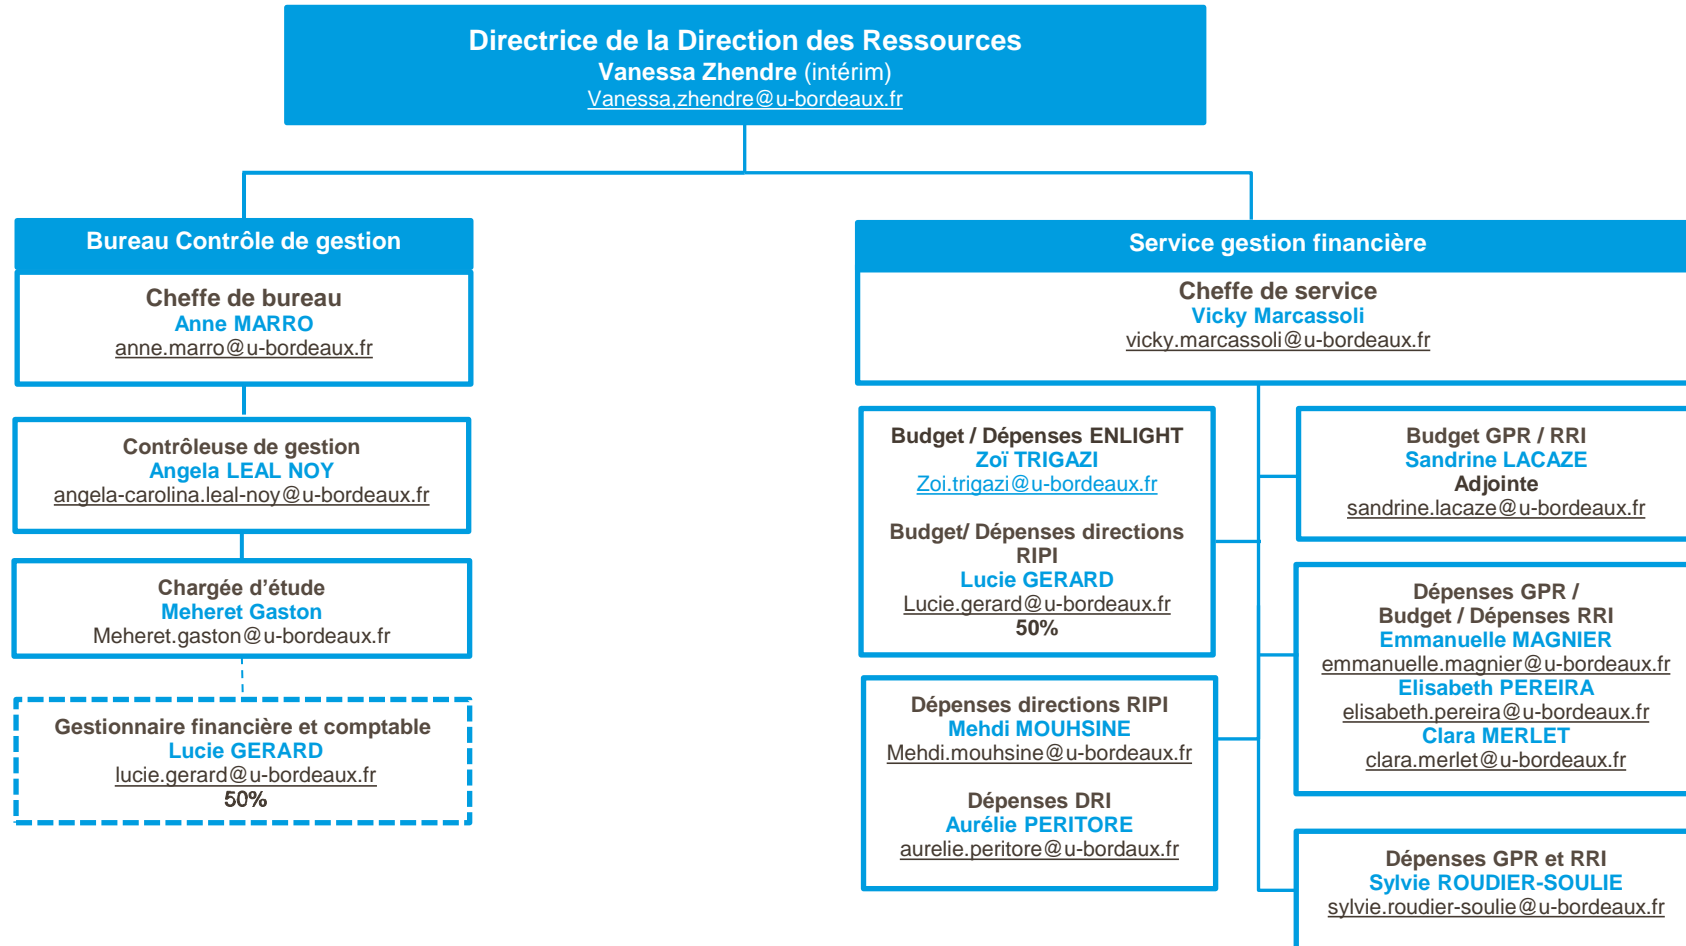 Directrice de la Direction des Ressources
Vanessa Zhendre (intérim)
Vanessa,zhendre@u-bordeaux.fr
Bureau Contrôle de gestion
Cheffe de bureau
Anne MARRO
anne.marro@u-bordeaux.fr
Contrôleuse de gestion
Angela LEAL NOY
angela-carolina.leal-noy@u-bordeaux.fr
Chargée d’étude
Meheret Gaston
Meheret.gaston@u-bordeaux.fr
Gestionnaire financière et comptable
Lucie GERARD
lucie.gerard@u-bordeaux.fr
50%
Service gestion financière
Cheffe de service
Vicky Marcassoli
vicky.marcassoli@u-bordeaux.fr
Budget / Dépenses ENLIGHT
Zoï TRIGAZI
Zoi.trigazi@u-bordeaux.fr
Budget/ Dépenses directions
RIPI
Lucie GERARD
Lucie.gerard@u-bordeaux.fr
50%
Dépenses directions RIPI
Mehdi MOUHSINE
Mehdi.mouhsine@u-bordeaux.fr
Dépenses DRI
Aurélie PERITORE
aurelie.peritore@u-bordaux.fr
Budget GPR / RRI
Sandrine LACAZE
Adjointe
sandrine.lacaze@u-bordeaux.fr
Dépenses GPR /
Budget / Dépenses RRI
Emmanuelle MAGNIER
emmanuelle.magnier@u-bordeaux.fr
Elisabeth PEREIRA
elisabeth.pereira@u-bordeaux.fr
Clara MERLET
clara.merlet@u-bordeaux.fr
Dépenses GPR et RRI
Sylvie ROUDIER-SOULIE
sylvie.roudier-soulie@u-bordeaux.fr